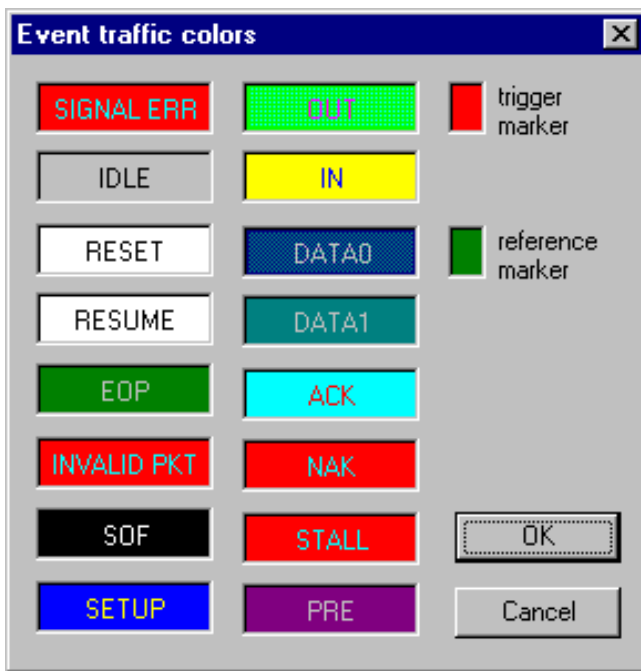 Event traffic colors
SIGNAL ERR
IDLE
RESET
RESUME
EOP
INVALID PKT
SOF
SETUP
OUT
IN
DATA0
DATA1
ACK
NAK
STALL
PRE
trigger
marker
reference
marker
OK
Cancel